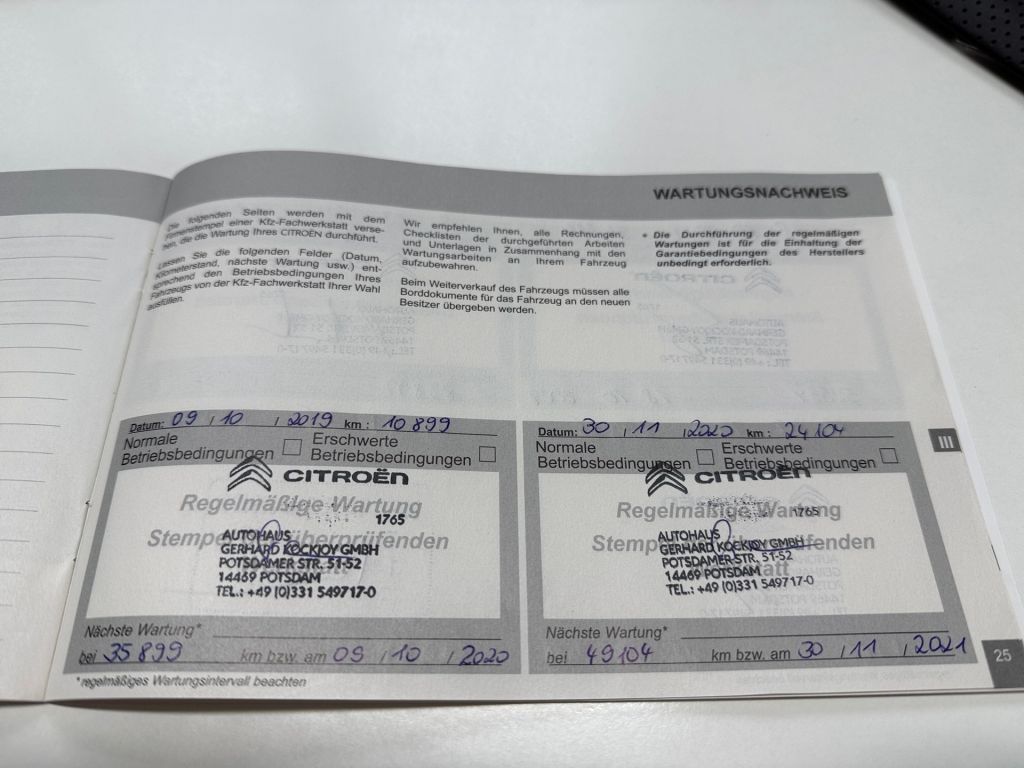 WARTUNGSNACHWEIS
Die folgenden Seiten werden mit dem
Firmenstempel einer Kfz-Fachwerkstatt verse-
hen, die die Wartung Ihres CITROËN durchführt.
Lassen Sie die folgenden Felder (Datum,
Kilometerstand, nächste Wartung usw.) ent-
sprechend den Betriebsbedingungen Ihres
Fahrzeugs von der Kfz-Fachwerkstatt Ihrer Wahl
ausfüllen.
Wir empfehlen Ihnen, alle Rechnungen,
Checklisten der durchgeführten Arbeiten
und Unterlagen in Zusammenhang mit den
Wartungsarbeiten an Ihrem Fahrzeug
aufzubewahren.
Beim Weiterverkauf des Fahrzeugs müssen alle
Borddokumente für das Fahrzeug an den neuen
Besitzer übergeben werden.
* Die Durchführung der regelmäßigen
Wartungen ist für die Einhaltung der
Garantiebedingungen des Herstellers
unbedingt erforderlich.
Datum: 09 / 10 / 2019 km: 10 899
Normale Erschwerte
Betriebsbedingungen Betriebsbedingungen
CITROËN
Regelmäßige Wartung
1765
Stempel überprüfenden
AUTOHAUS
GERHARD KOCKJOY GMBH
POTSDAMER STR. 51-52
14469 POTSDAM
TEL.: +49 (0)331 549717-0
Nächste Wartung*
bei 35 899 km bzw. am 09 / 10 / 2020
*regelmäßiges Wartungsintervall beachten
Datum: 30 / 11 / 2020 km: 24104
Normale Erschwerte
Betriebsbedingungen Betriebsbedingungen
CITROËN
Regelmäßige Wartung
1765
AUTOHAUS
GERHARD KOCKJOY GMBH
POTSDAMER STR. 51-52
14469 POTSDAM
TEL.: +49 (0)331 549717-0
Nächste Wartung*
bei 49104 km bzw. am 30 / 11 / 2021
III
25